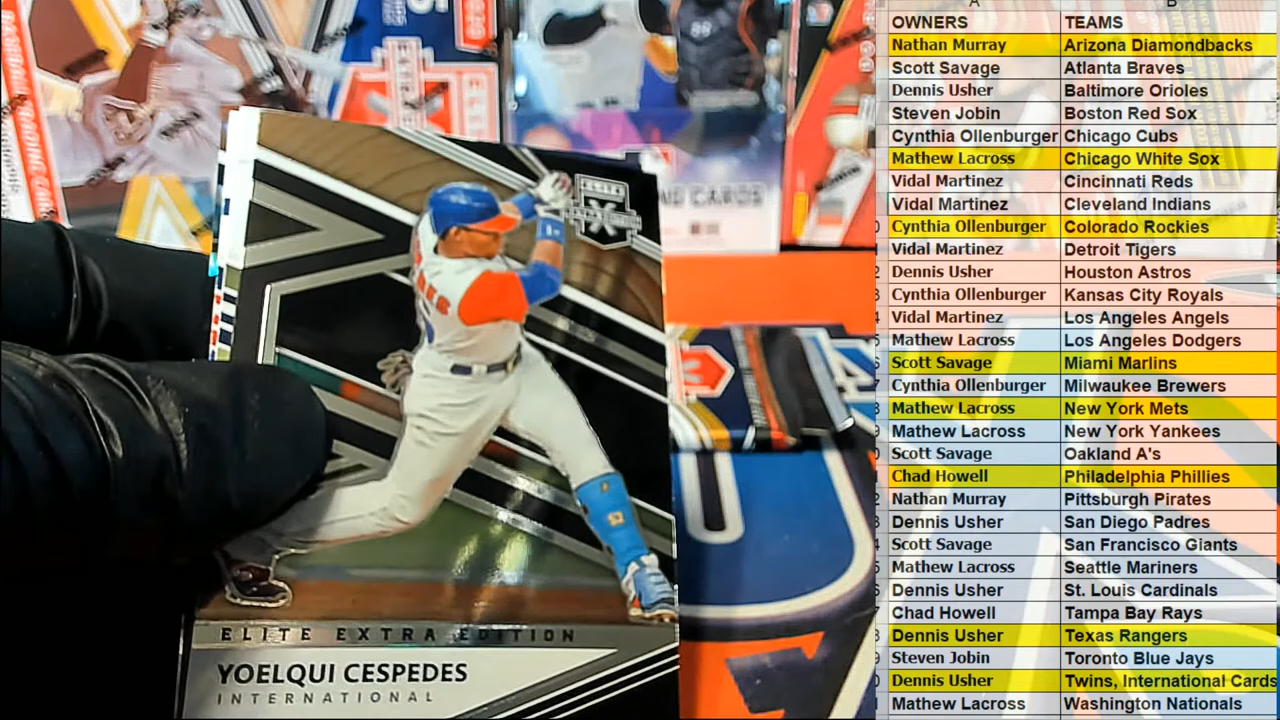 ELITE
EXTRA EDITION
ND CARDS
ELITE EXTRA EDITION
YOELQUI CESPEDES
INTERNATIONAL
A B
OWNERS TEAMS
Nathan Murray Arizona Diamondbacks
Scott Savage Atlanta Braves
Dennis Usher Baltimore Orioles
Steven Jobin Boston Red Sox
Cynthia Ollenburger Chicago Cubs
Mathew Lacross Chicago White Sox
Vidal Martinez Cincinnati Reds
Vidal Martinez Cleveland Indians
Cynthia Ollenburger Colorado Rockies
Vidal Martinez Detroit Tigers
Dennis Usher Houston Astros
Cynthia Ollenburger Kansas City Royals
Vidal Martinez Los Angeles Angels
Mathew Lacross Los Angeles Dodgers
Scott Savage Miami Marlins
Cynthia Ollenburger Milwaukee Brewers
Mathew Lacross New York Mets
Mathew Lacross New York Yankees
Scott Savage Oakland A's
Chad Howell Philadelphia Phillies
Nathan Murray Pittsburgh Pirates
Dennis Usher San Diego Padres
Scott Savage San Francisco Giants
Mathew Lacross Seattle Mariners
Dennis Usher St. Louis Cardinals
Chad Howell Tampa Bay Rays
Dennis Usher Texas Rangers
Steven Jobin Toronto Blue Jays
Dennis Usher Twins, International Cards
Mathew Lacross Washington Nationals